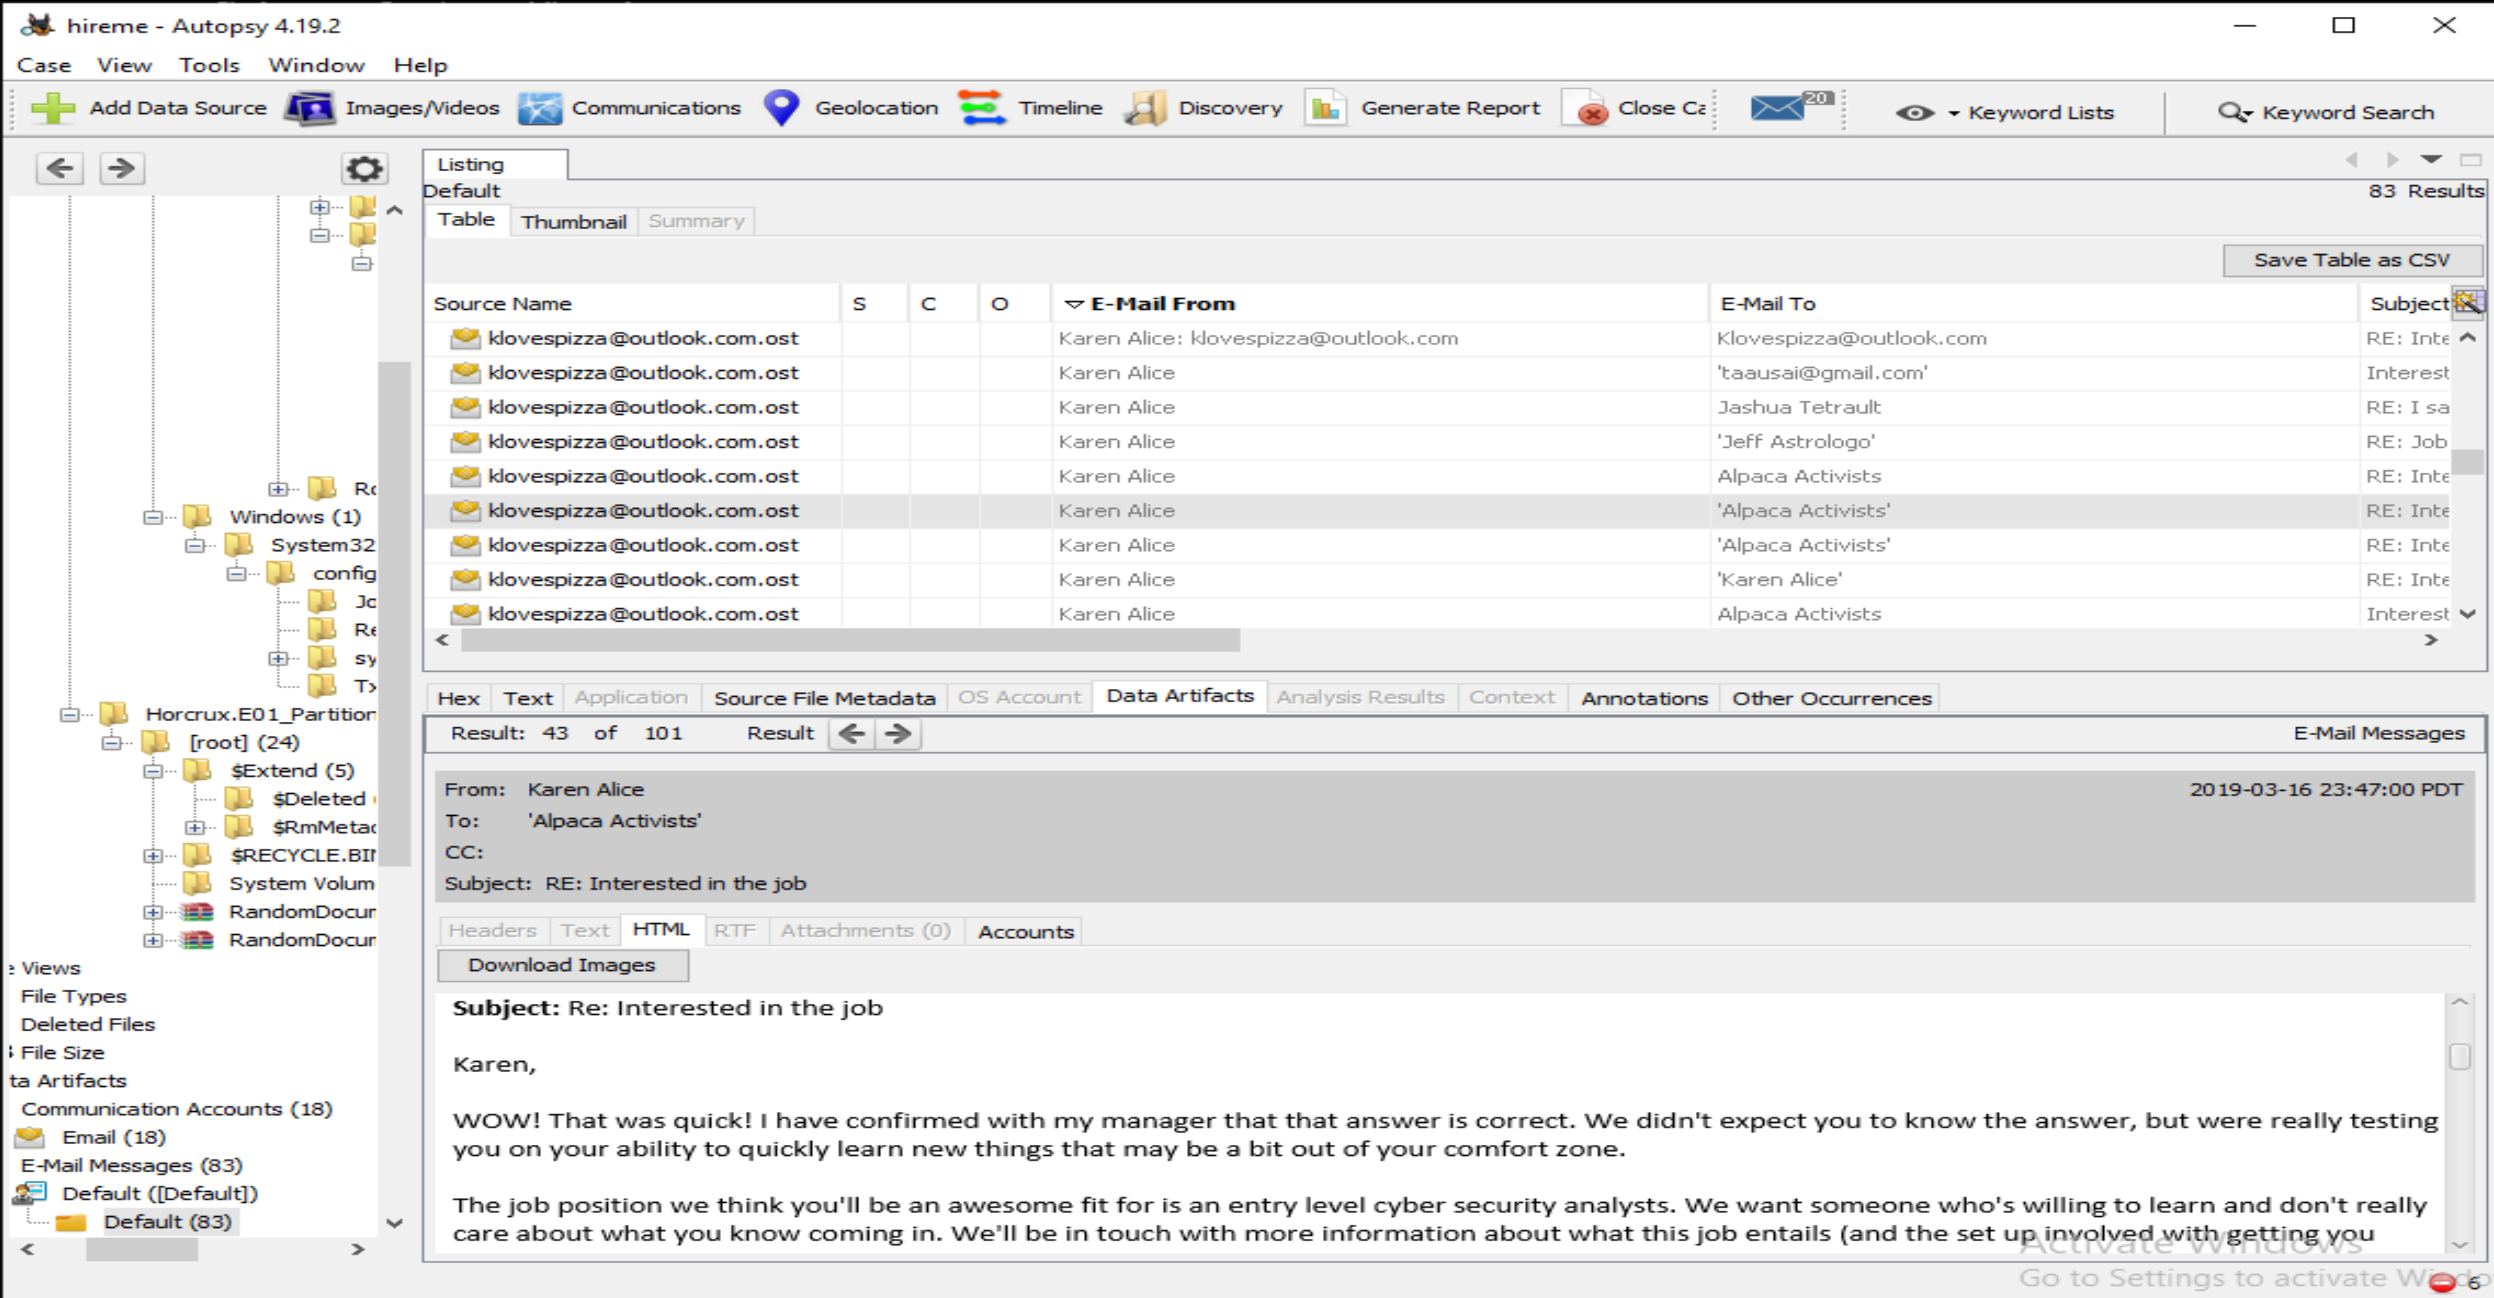 hireme - Autopsy 4.19.2
Case View Tools Window Help
Add Data Source Images/Videos Communications Geolocation Timeline Discovery Generate Report Close Ca 20 Keyword Lists Keyword Search
Listing
Default 83 Results
Table Thumbnail Summary
Save Table as CSV
Source Name S C O E-Mail From E-Mail To Subject
klovespizza@outlook.com.ost Karen Alice: klovespizza@outlook.com Klovespizza@outlook.com RE: Inte
klovespizza@outlook.com.ost Karen Alice 'taausai@gmail.com' Interest
klovespizza@outlook.com.ost Karen Alice Jashua Tetrault RE: I sa
klovespizza@outlook.com.ost Karen Alice 'Jeff Astrologo' RE: Job
klovespizza@outlook.com.ost Karen Alice Alpaca Activists RE: Inte
klovespizza@outlook.com.ost Karen Alice 'Alpaca Activists' RE: Inte
klovespizza@outlook.com.ost Karen Alice 'Alpaca Activists' RE: Inte
klovespizza@outlook.com.ost Karen Alice 'Karen Alice' RE: Inte
klovespizza@outlook.com.ost Karen Alice Alpaca Activists Interest
Ro
Windows (1)
System32
config
Jo
Re
sy
Tx
Horcrux.E01_Partition
[root] (24)
$Extend (5)
$Deleted
$RmMetac
$RECYCLE.BIN
System Volum
RandomDocum
RandomDocum
e Views
File Types
Deleted Files
File Size
ta Artifacts
Communication Accounts (18)
Email (18)
E-Mail Messages (83)
Default ([Default])
Default (83)
Hex Text Application Source File Metadata OS Account Data Artifacts Analysis Results Context Annotations Other Occurrences
Result: 43 of 101 Result E-Mail Messages
From: Karen Alice 2019-03-16 23:47:00 PDT
To: 'Alpaca Activists'
CC:
Subject: RE: Interested in the job
Headers Text HTML RTF Attachments (0) Accounts
Download Images
Subject: Re: Interested in the job
Karen,
WOW! That was quick! I have confirmed with my manager that that answer is correct. We didn't expect you to know the answer, but were really testing
you on your ability to quickly learn new things that may be a bit out of your comfort zone.
The job position we think you'll be an awesome fit for is an entry level cyber security analysts. We want someone who's willing to learn and don't really
care about what you know coming in. We'll be in touch with more information about what this job entails (and the set up involved with getting you
Activate Windows
Go to Settings to activate Windo
6